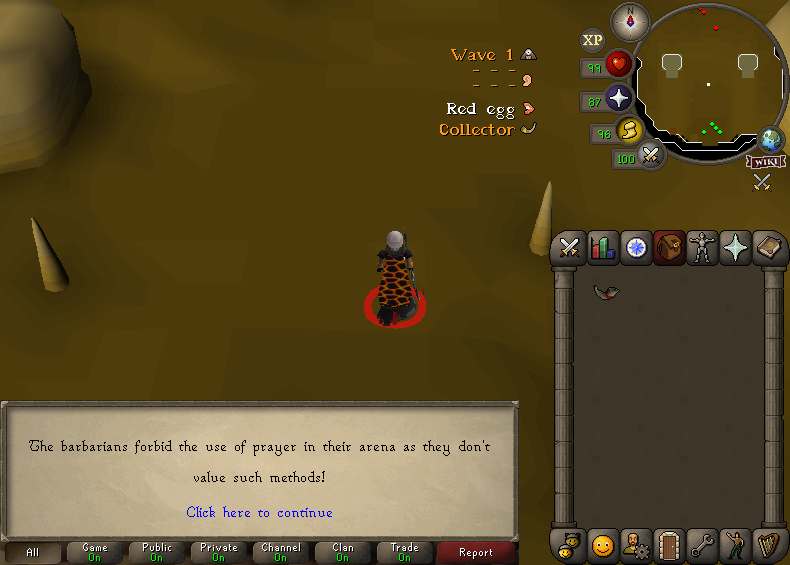 Wave 1
- - -
- - -
Red egg
Collector
N
XP
99
67
96
100
WIKI
The barbarians forbid the use of prayer in their arena as they don't
value such methods!
Click here to continue
All
Game
On
Public
On
Private
On
Channel
On
Clan
On
Trade
On
Report